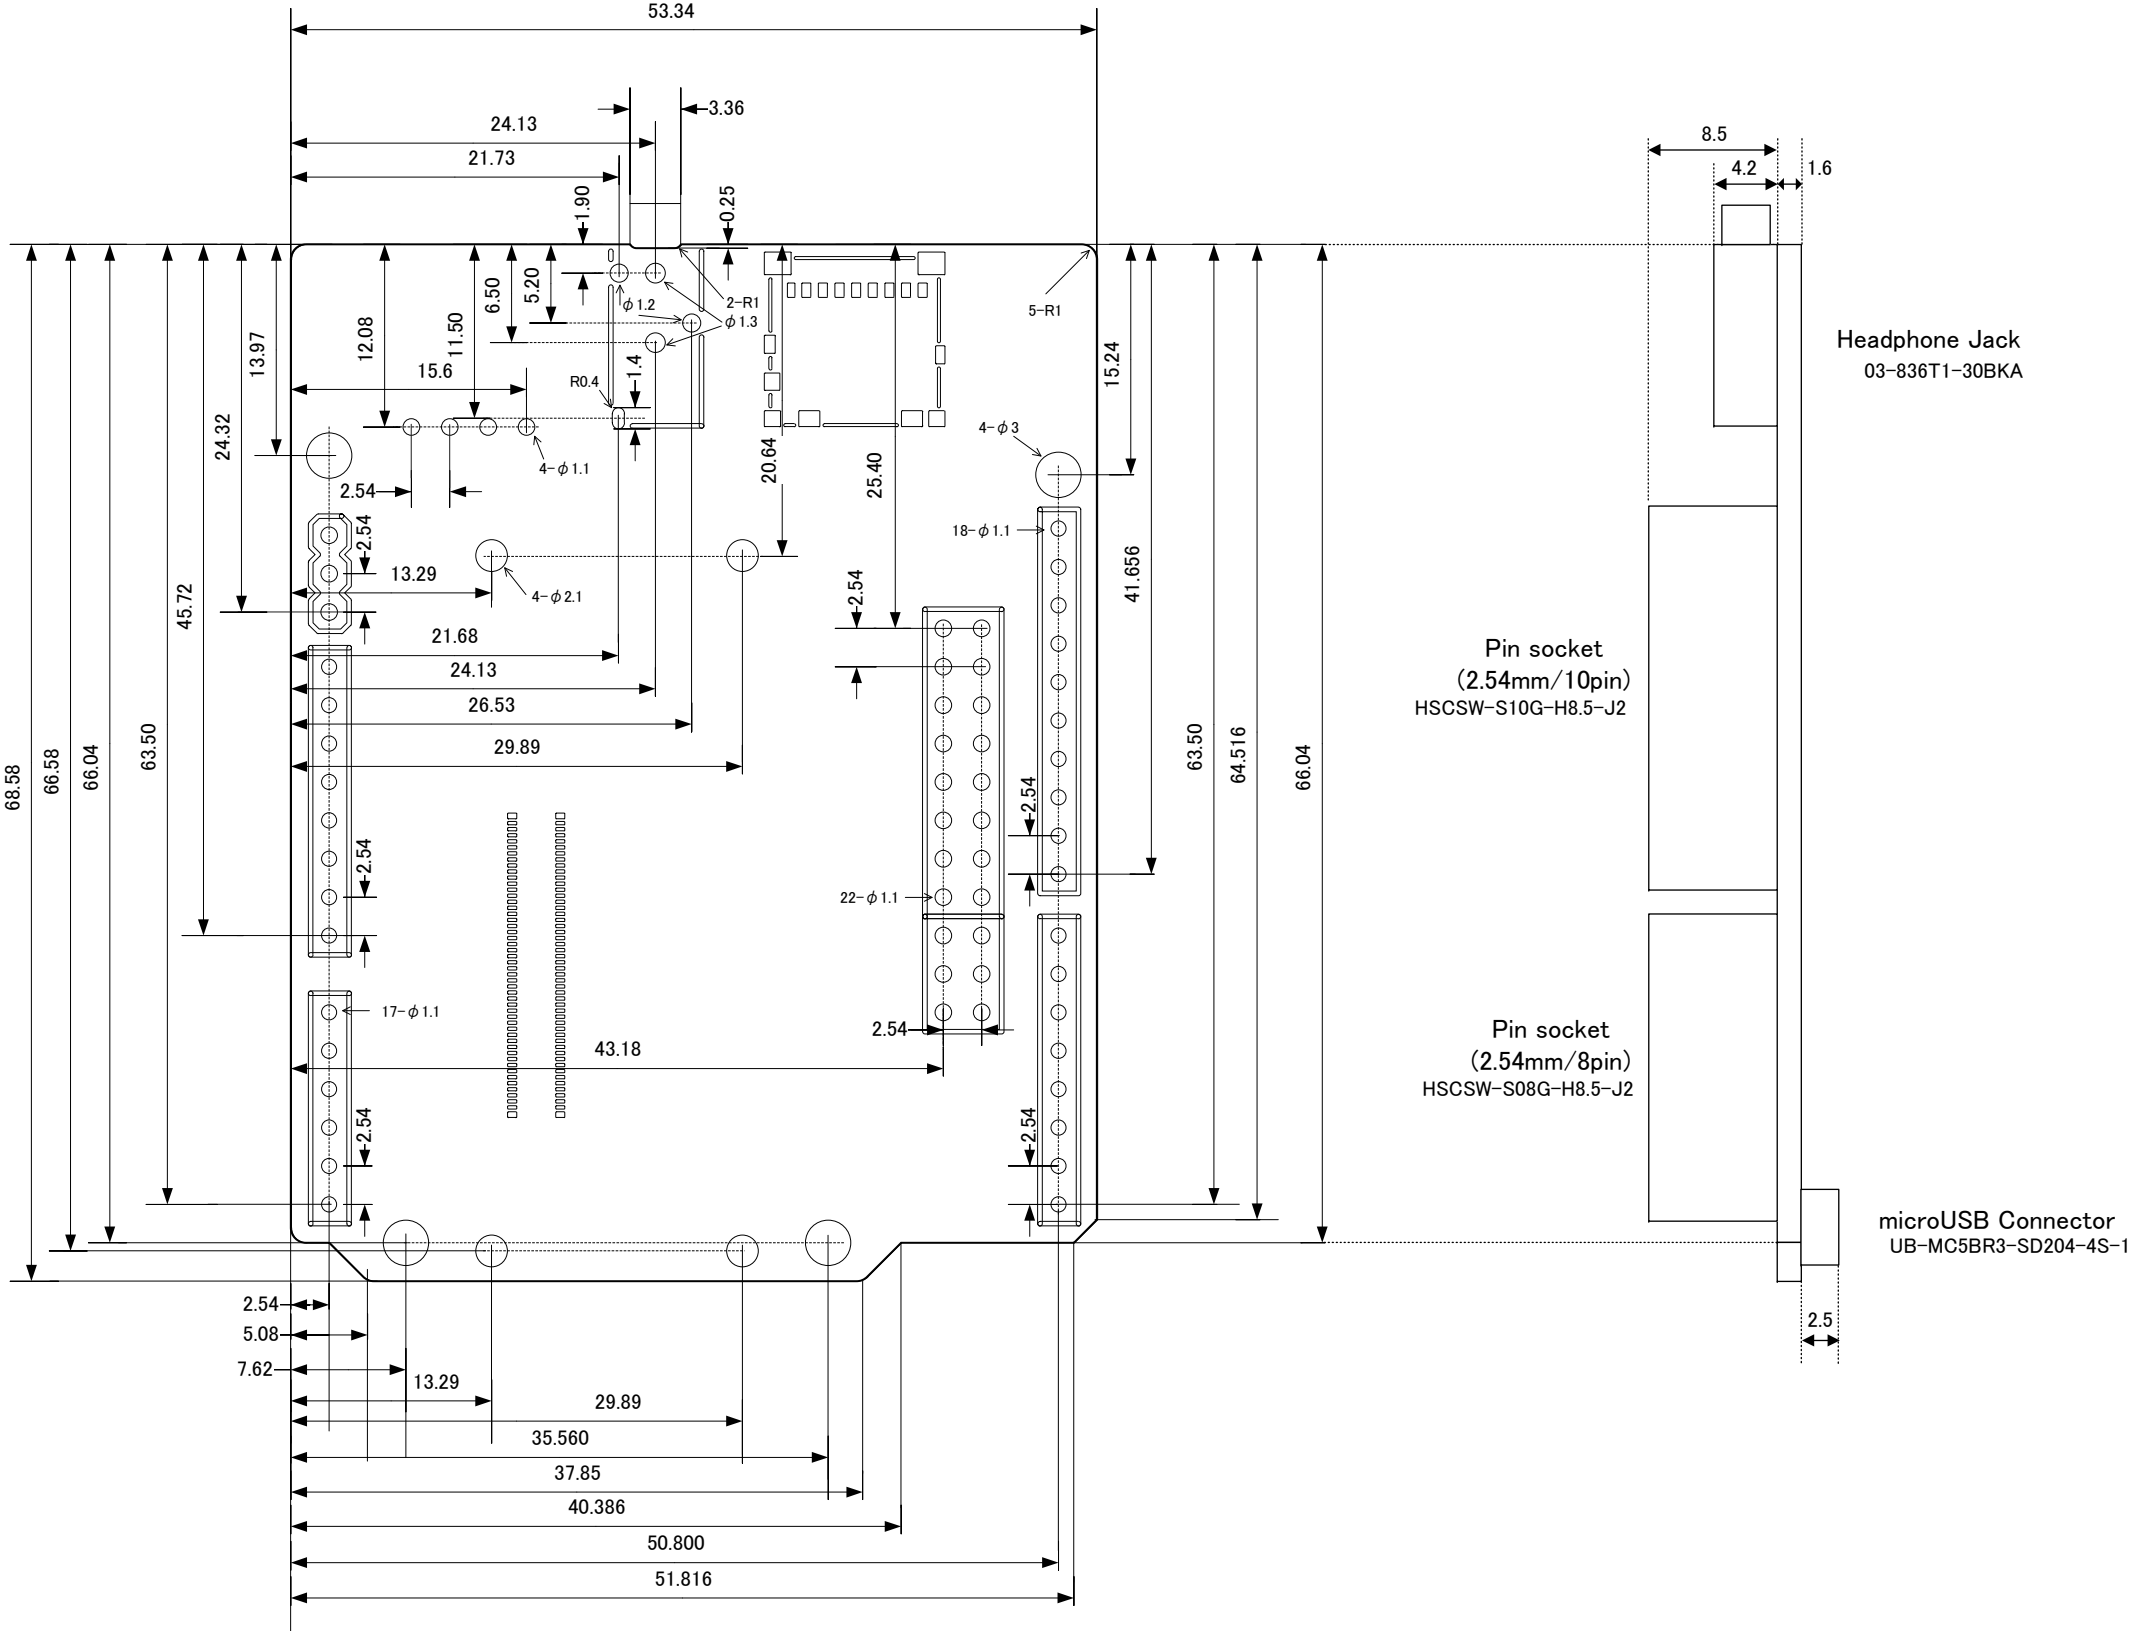 53.34
3.36
24.13
21.73
1.90
0.25
8.5
4.2
1.6
68.58
66.58
66.04
63.50
45.72
24.32
13.97
12.08
11.50
6.50
5.20
φ1.2
2-R1
φ1.3
5-R1
15.6
R0.4
1.4
15.24
Headphone Jack
03-836T1-30BKA
4-φ1.1
2.54
20.64
25.40
4-φ3
2.54
18-φ1.1
41.656
13.29
4-φ2.1
2.54
21.68
24.13
26.53
29.89
Pin socket
(2.54mm/10pin)
HSCSW-S10G-H8.5-J2
63.50
64.516
66.04
2.54
2.54
22-φ1.1
17-φ1.1
2.54
43.18
Pin socket
(2.54mm/8pin)
HSCSW-S08G-H8.5-J2
2.54
2.54
microUSB Connector
UB-MC5BR3-SD204-4S-1
2.54
5.08
7.62
13.29
29.89
35.560
37.85
40.386
50.800
51.816
2.5